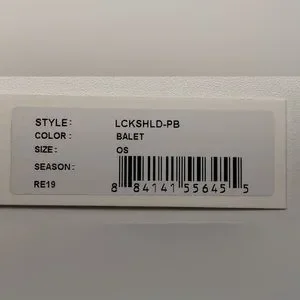 STYLE: LCKSHLD-PB
COLOR : BALET
SIZE: OS
SEASON:
RE19
8 84141 55645 5